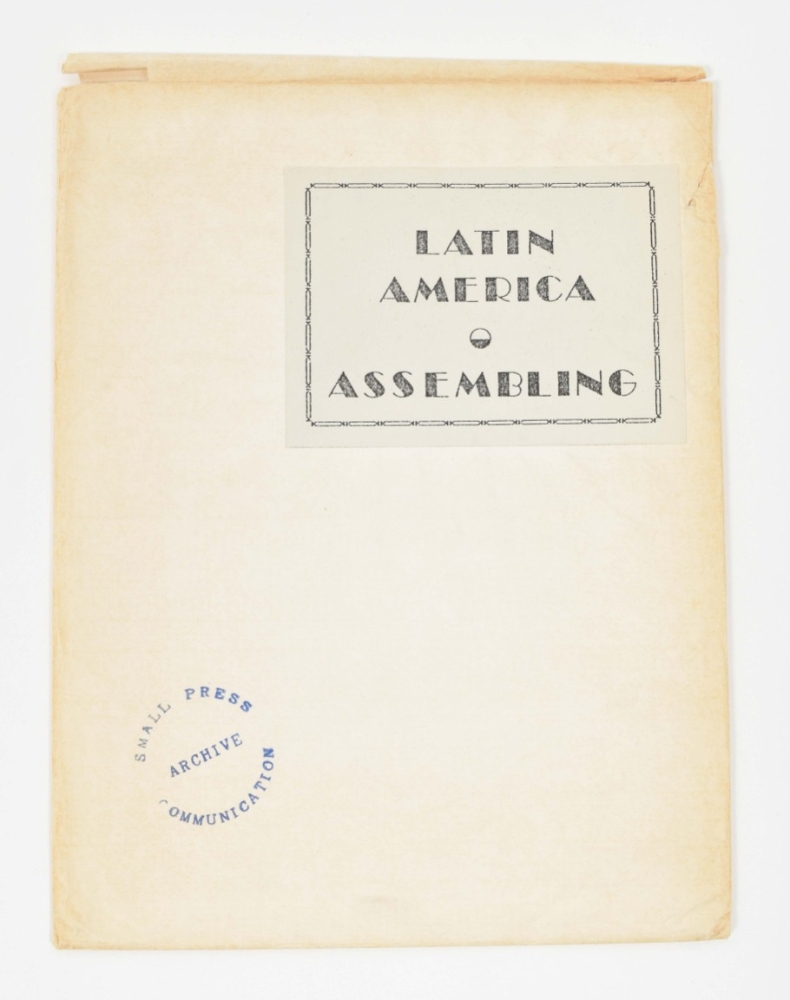 LATIN
AMERICA
ASSEMBLING
SMALL PRESS
ARCHIVE
COMMUNICATION